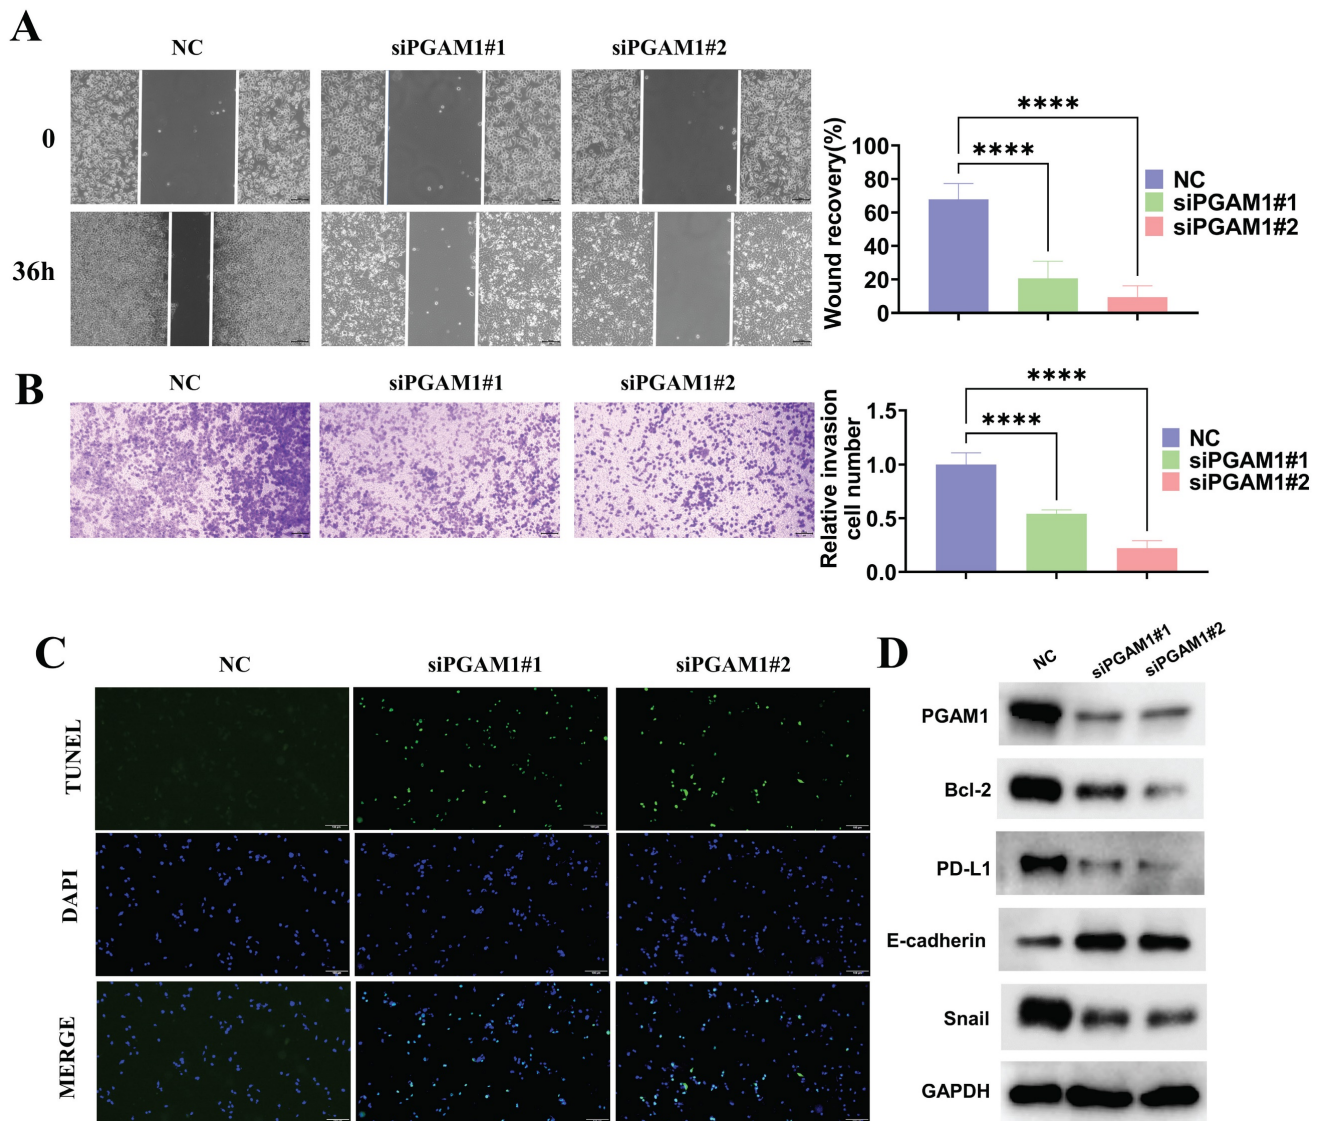 A
NC siPGAM1#1 siPGAM1#2
0
36h
Wound recovery(%)
100
80
60
40
20
0
****
****
NC
siPGAM1#1
siPGAM1#2
B
NC siPGAM1#1 siPGAM1#2
Relative invasion
cell number
1.5
1.0
0.5
0.0
****
****
NC
siPGAM1#1
siPGAM1#2
C
NC siPGAM1#1 siPGAM1#2
TUNEL
DAPI
MERGE
D
NC siPGAM1#1 siPGAM1#2
PGAM1
Bcl-2
PD-L1
E-cadherin
Snail
GAPDH